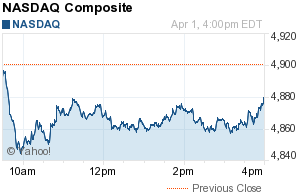 NASDAQ Composite
NASDAQ Apr 1, 4:00pm EDT
4,920
4,900
4,880
4,860
4,840
© Yahoo!
10am 12pm 2pm 4pm
Previous Close